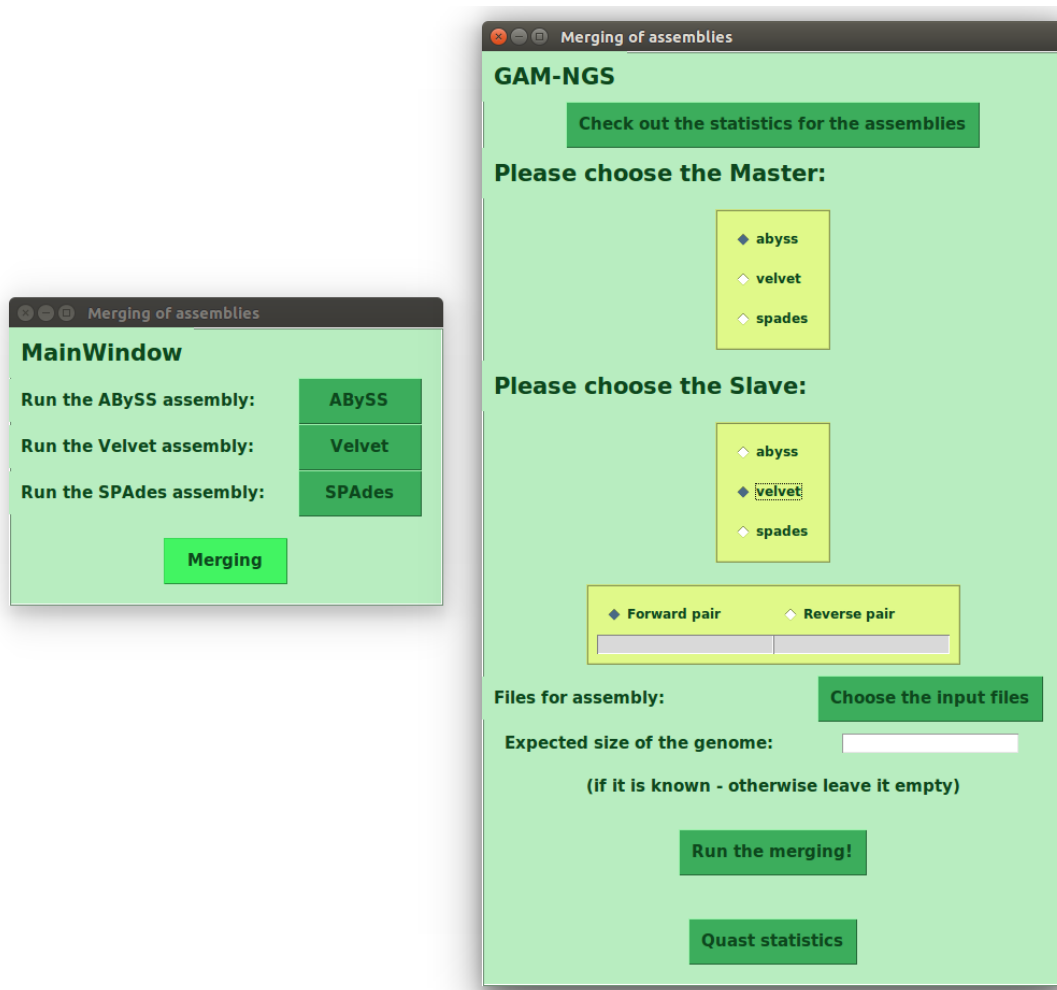 Merging of assemblies
MainWindow
Run the ABySS assembly: ABySS
Run the Velvet assembly: Velvet
Run the SPAdes assembly: SPAdes
Merging
Merging of assemblies
GAM-NGS
Check out the statistics for the assemblies
Please choose the Master:
abyss
velvet
spades
Please choose the Slave:
abyss
velvet
spades
Forward pair Reverse pair
Files for assembly: Choose the input files
Expected size of the genome:
(if it is known - otherwise leave it empty)
Run the merging!
Quast statistics